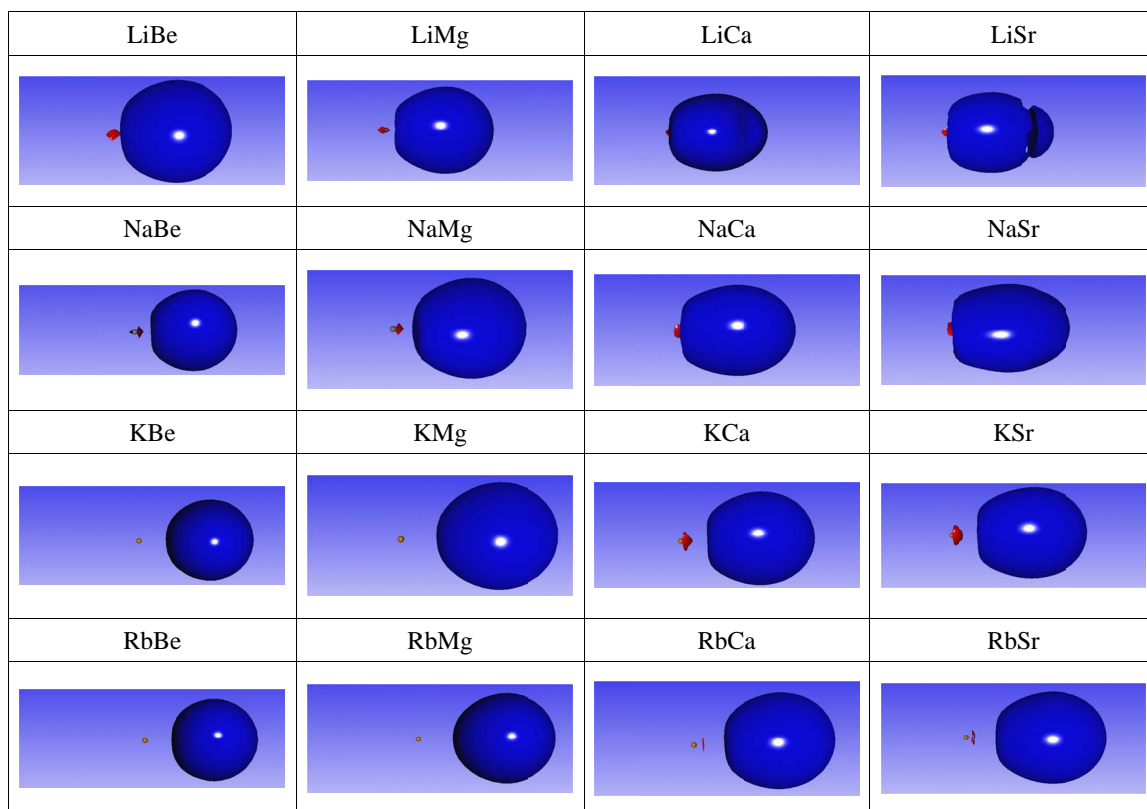 LiBe LiMg LiCa LiSr
NaBe NaMg NaCa NaSr
KBe KMg KCa KSr
RbBe RbMg RbCa RbSr